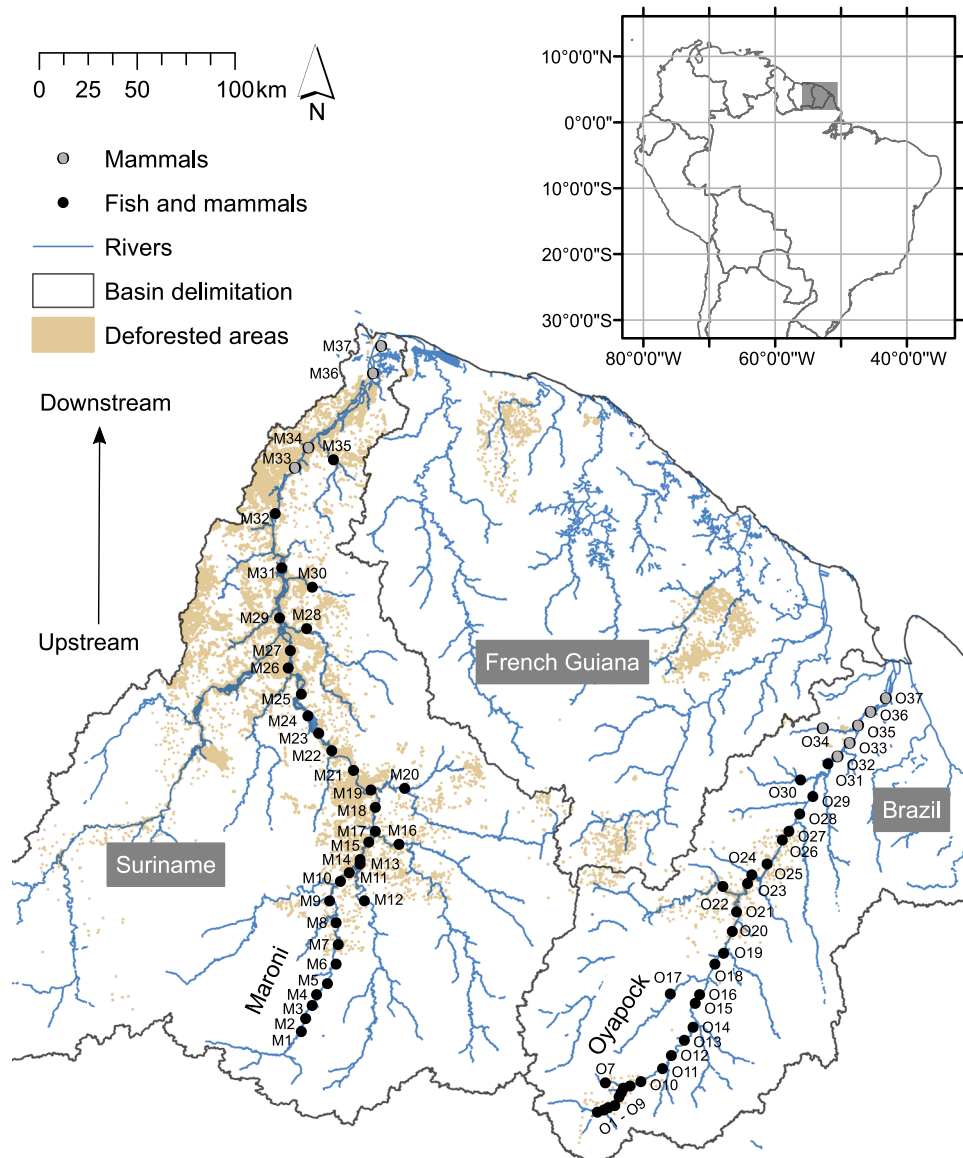 0 25 50 100 km
N
Mammals
Fish and mammals
Rivers
Basin delimitation
Deforested areas
Downstream
Upstream
10°0'0"N
0°0'0"
10°0'0"S
20°0'0"S
30°0'0"S
80°0'0"W 60°0'0"W 40°0'0"W
M37
M36
M34
M35
M33
M32
M31
M30
M29
M28
M27
M26
M25
M24
M23
M22
M21
M20
M19
M18
M17
M16
M15
M14
M13
M11
M10
M9
M12
M8
M7
M6
M5
M4
M3
M2
M1
Maroni
Suriname
French Guiana
Brazil
Oyapock
O37
O36
O35
O34
O33
O32
O31
O30
O29
O28
O27
O26
O24
O25
O23
O22
O21
O20
O19
O18
O17
O16
O15
O14
O13
O12
O11
O7
O10
O1 - O9